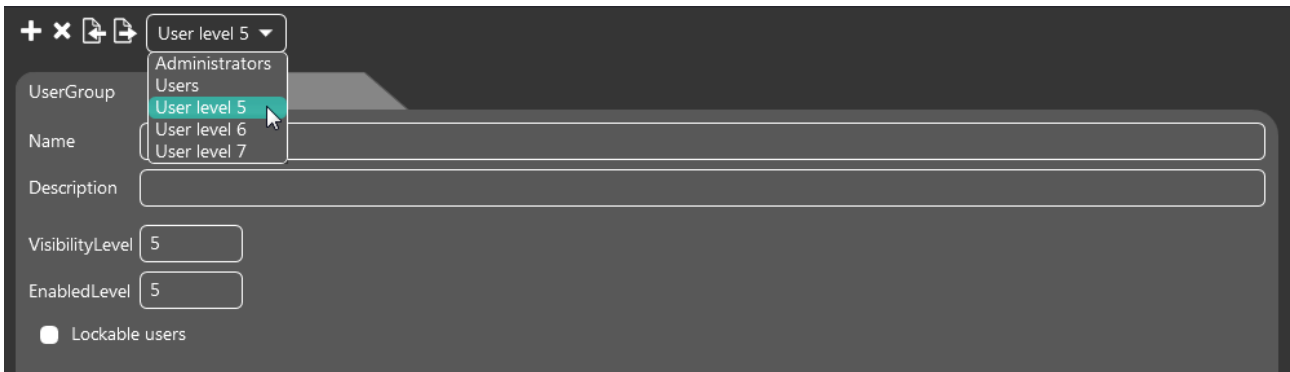 User level 5
Administrators
Users
User level 5
User level 6
User level 7
UserGroup
Name
Description
VisibilityLevel 5
EnabledLevel 5
Lockable users